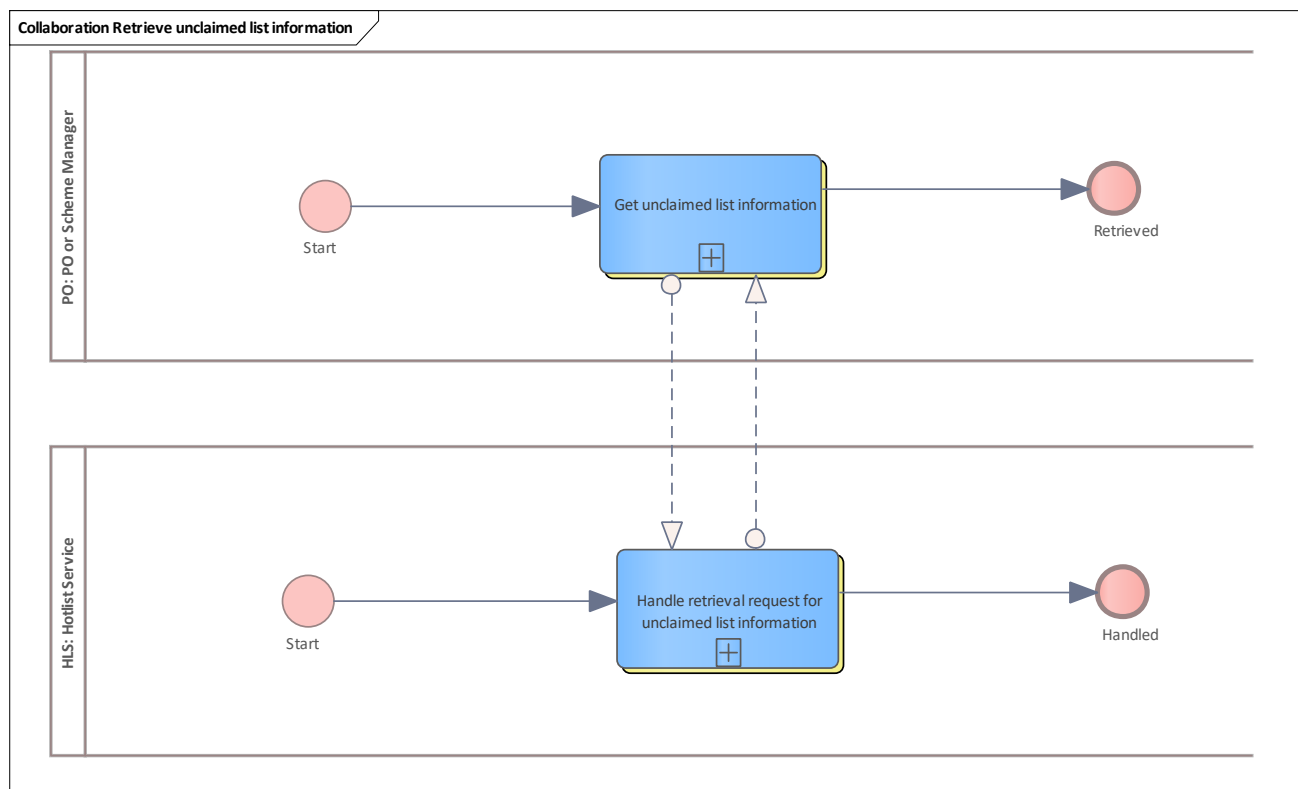 Collaboration Retrieve unclaimed list information
PO: PO or Scheme Manager
Start
Get unclaimed list information
Retrieved
HLS: Hotlist Service
Start
Handle retrieval request for
unclaimed list information
Handled